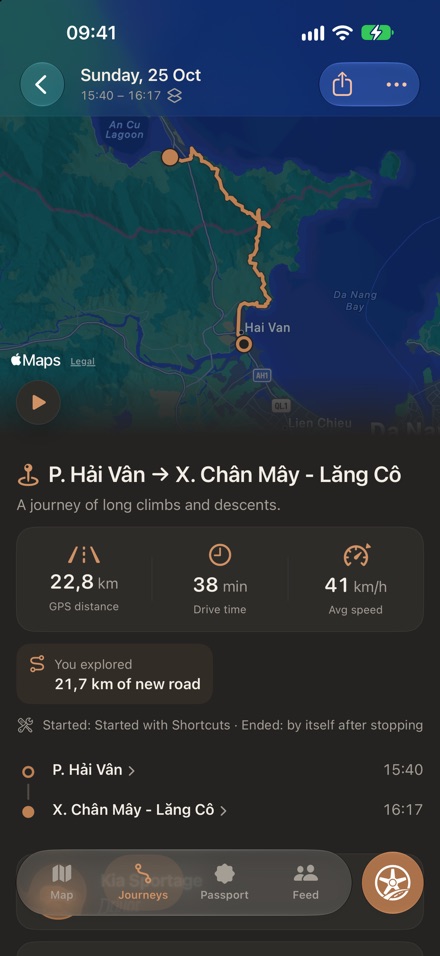 09:41
Sunday, 25 Oct
15:40 – 16:17
An Cu
Lagoon
Da Nang
Bay
Hai Van
Maps Legal
AH1
QL1
Lien Chieu
P. Hải Vân → X. Chân Mây - Lăng Cô
A journey of long climbs and descents.
22,8 km
GPS distance
38 min
Drive time
41 km/h
Avg speed
You explored
21,7 km of new road
Started: Started with Shortcuts · Ended: by itself after stopping
P. Hải Vân 15:40
X. Chân Mây - Lăng Cô 16:17
Kia Sportage
Map
Journeys
Passport
Feed